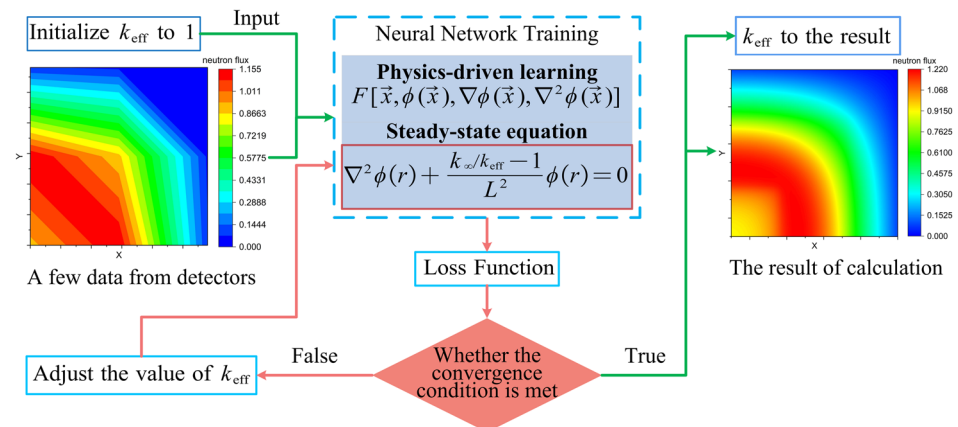 Initialize k_eff to 1
Input
neutron flux
1.155
1.011
0.8663
0.7219
0.5775
0.4331
0.2888
0.1444
0.000
Y
X
A few data from detectors
Neural Network Training
Physics-driven learning
F[x⃗,ϕ(x⃗),∇ϕ(x⃗),∇²ϕ(x⃗)]
Steady-state equation
∇²ϕ(r)+(k_∞/k_eff−1)/L² ϕ(r)=0
Loss Function
Whether the
convergence
condition is met
False
True
Adjust the value of k_eff
k_eff to the result
neutron flux
1.220
1.068
0.9150
0.7625
0.6100
0.4575
0.3050
0.1525
0.000
Y
X
The result of calculation